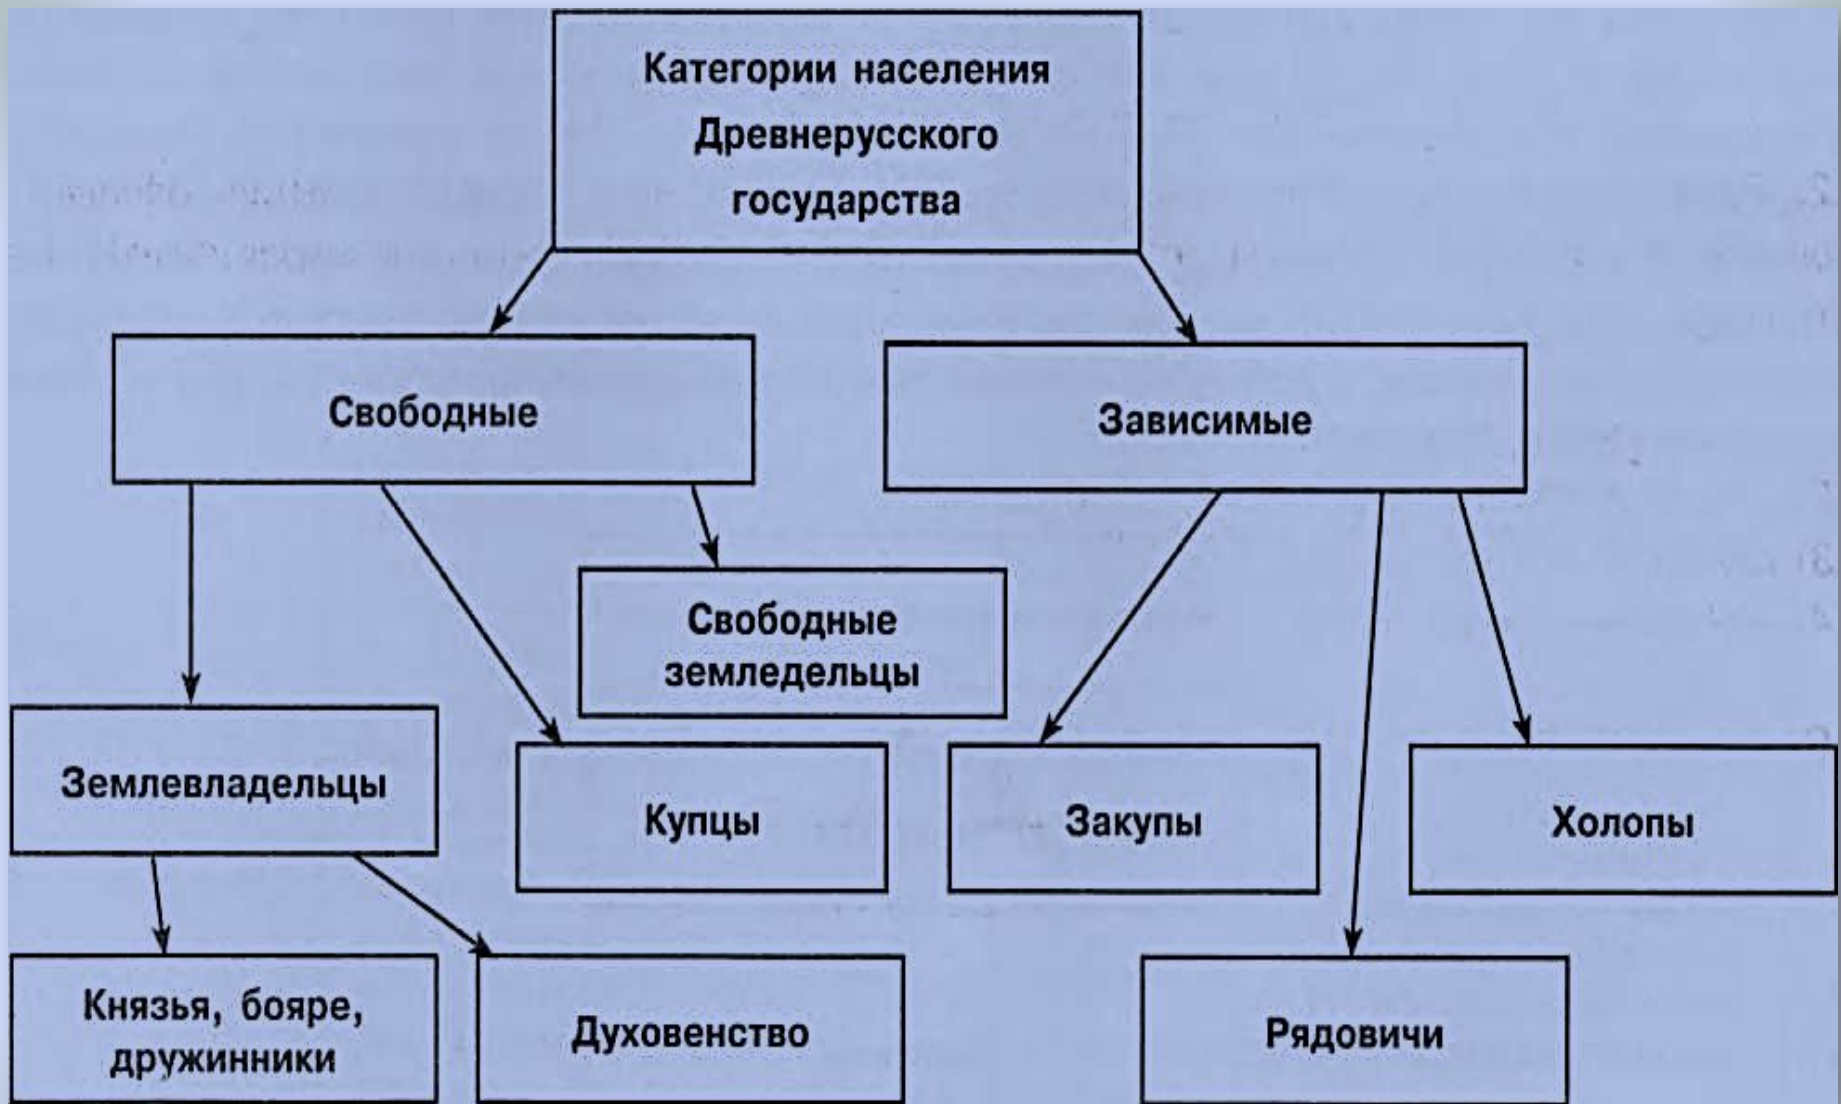 Категории населения
Древнерусского
государства
Свободные
Зависимые
Свободные
земледельцы
Землевладельцы
Купцы
Закупы
Холопы
Князья, бояре,
дружинники
Духовенство
Рядовичи